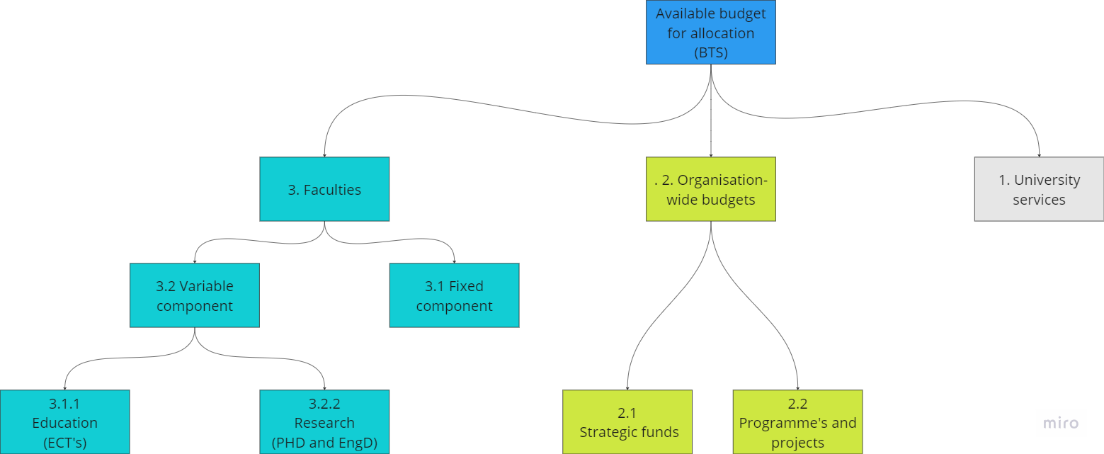 Available budget
for allocation
(BTS)
3. Faculties
. 2. Organisation-
wide budgets
1. University
services
3.2 Variable
component
3.1 Fixed
component
3.1.1
Education
(ECT's)
3.2.2
Research
(PHD and EngD)
2.1
Strategic funds
2.2
Programme's and
projects
miro